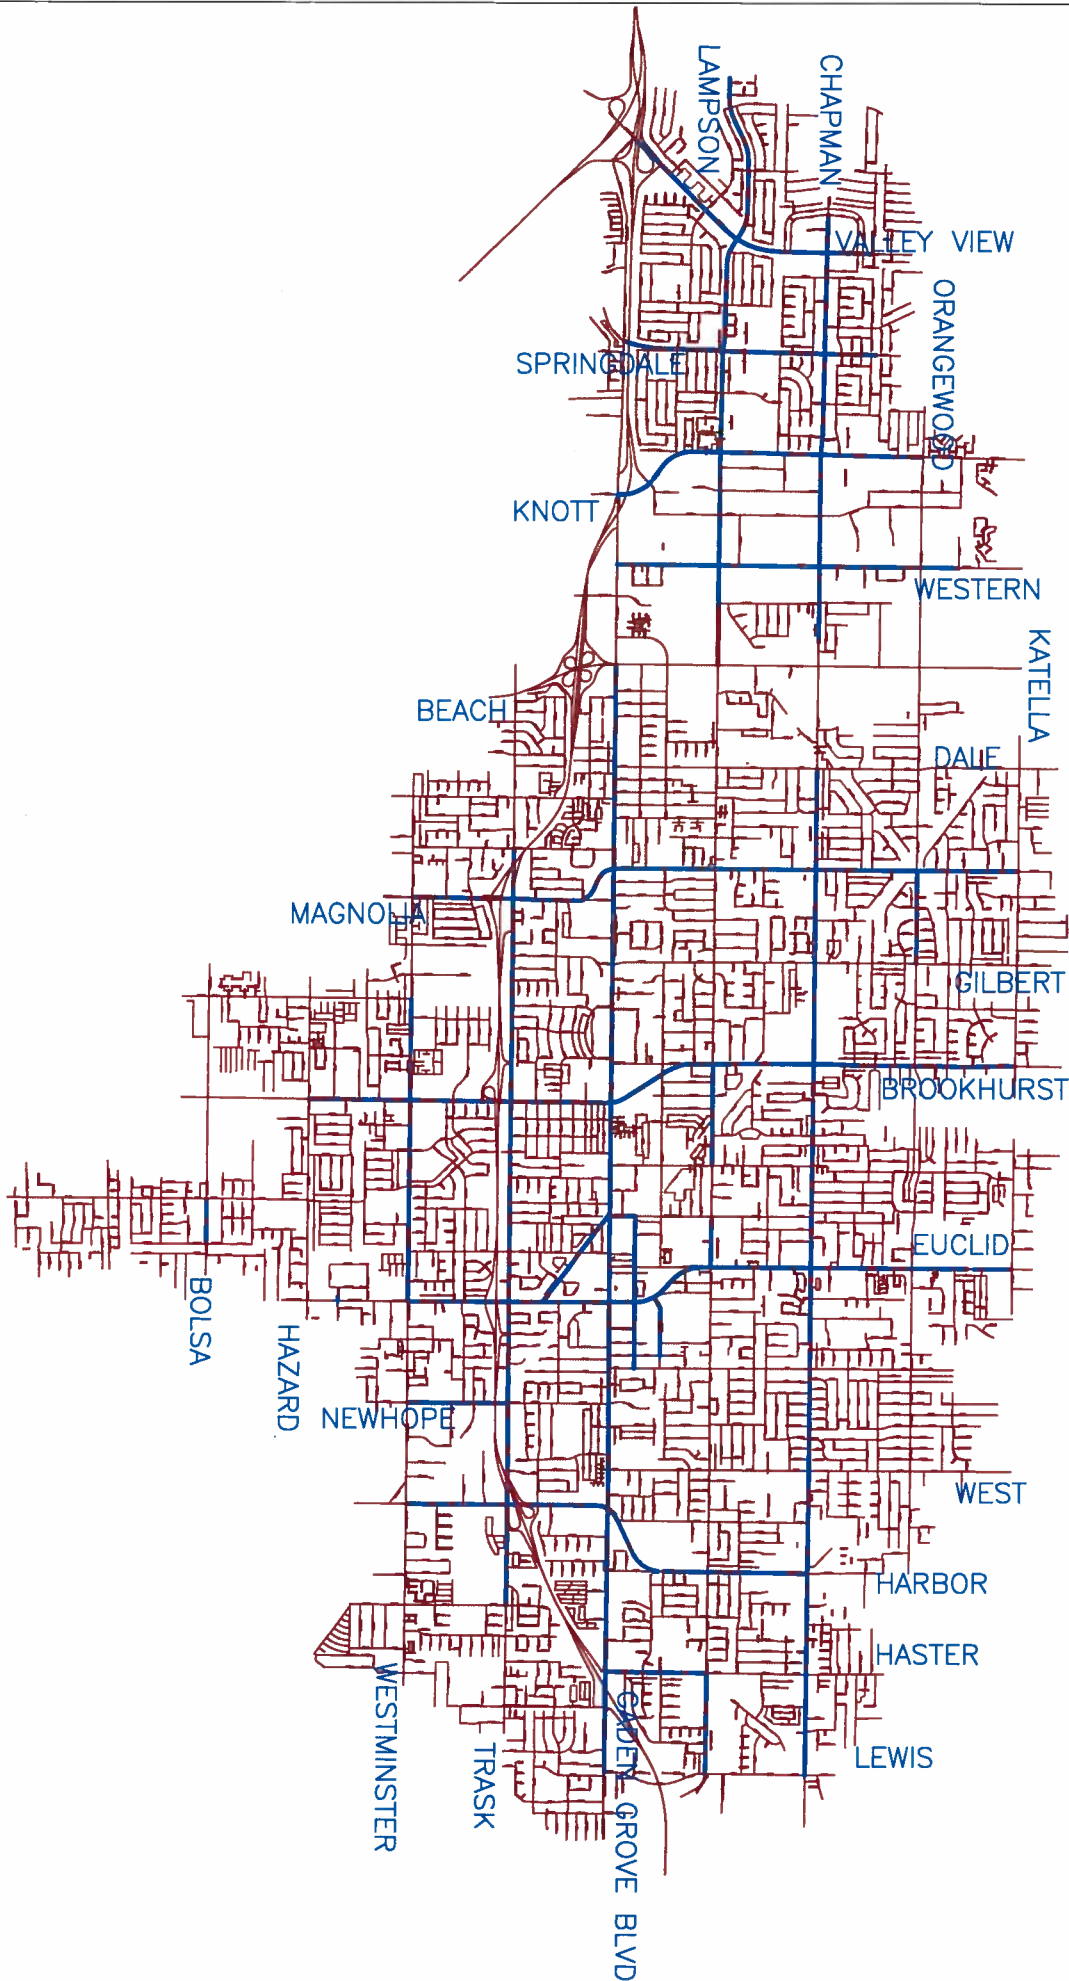 LAMPSON
CHAPMAN
VALLEY VIEW
ORANGEWOOD
SPRINGDALE
KNOTT
WESTERN
KATELLA
BEACH
DALE
MAGNOLIA
GILBERT
BROOKHURST
EUCLID
BOLSA
HAZARD
NEWHOPE
WEST
HARBOR
HASTER
WESTMINSTER
TRASK
GADEN GROVE BLVD
LEWIS